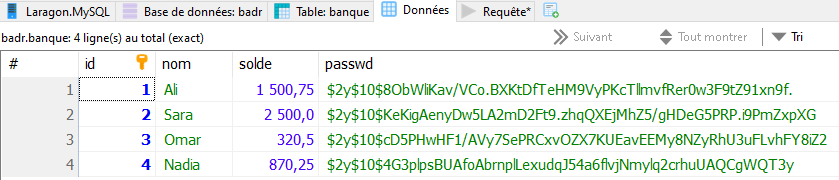 Laragon.MySQL Base de données: badr Table: banque Données Requête*
badr.banque: 4 ligne(s) au total (exact) Suivant Tout montrer Tri
# id nom solde passwd
1 1 Ali 1 500,75 $2y$10$8ObWliKav/VCo.BXKtDfTeHM9VyPKcTllmvfRer0w3F9tZ91xn9f.
2 2 Sara 2 500,0 $2y$10$KeKigAenyDw5LA2mD2Ft9.zhqQXEjMhZ5/gHDeG5PRP.i9PmZxpXG
3 3 Omar 320,5 $2y$10$cD5PHwHF1/AVy7SePRCxvOZX7KUEavEEMy8NZyRhU3uFLvhFY8iZ2
4 4 Nadia 870,25 $2y$10$4G3plpsBUAfoAbrnplLexudqJ54a6flvjNmylq2crhuUAQCgWQT3y